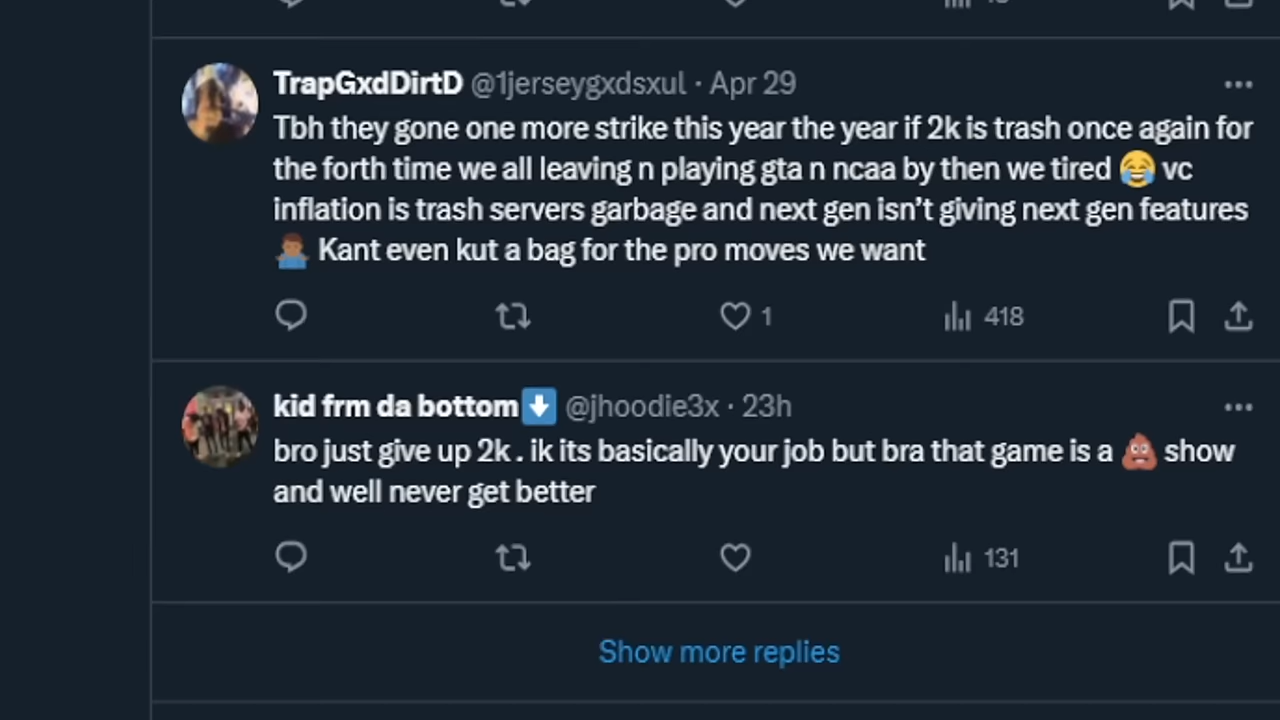 TrapGxdDirtD @1jerseygxdsxul · Apr 29
Tbh they gone one more strike this year the year if 2k is trash once again for
the forth time we all leaving n playing gta n ncaa by then we tired 😂 vc
inflation is trash servers garbage and next gen isn't giving next gen features
🤷🏾‍♂️ Kant even kut a bag for the pro moves we want
1 418
kid frm da bottom⬇️ @jhoodie3x · 23h
bro just give up 2k . ik its basically your job but bra that game is a 💩 show
and well never get better
131
Show more replies